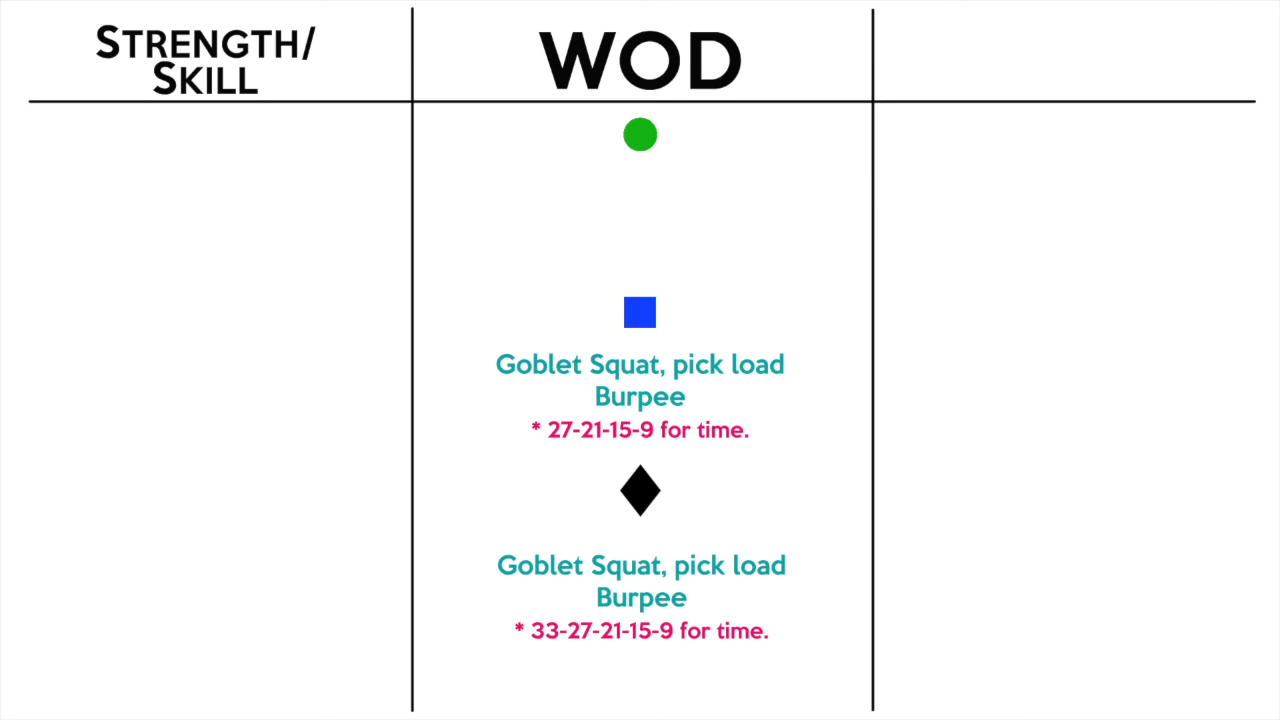 STRENGTH/
SKILL
WOD
Goblet Squat, pick load
Burpee
* 27-21-15-9 for time.
Goblet Squat, pick load
Burpee
* 33-27-21-15-9 for time.